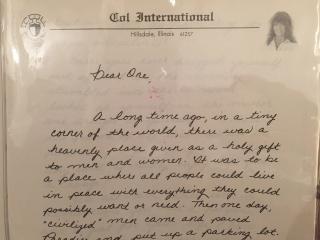 Col International
Hillsdale, Illinois 61257
Dear One,
A long time ago, in a tiny
corner of the world, there was a
heavenly place given as a holy gift
to men and women. It was to be
a place where all people could live
in peace with everything they could
possibly want or need. Then one day,
"civilized" men came and paved
Paradise and put up a parking lot.